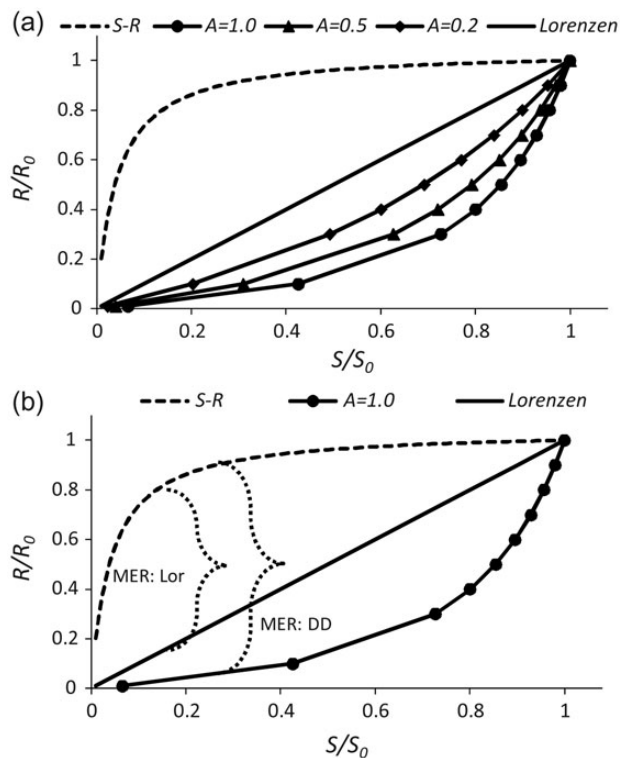 (a)
S-R A=1.0 A=0.5 A=0.2 Lorenzen
1
0.8
0.6
0.4
0.2
0
R/R₀
0 0.2 0.4 0.6 0.8 1
S/S₀
(b)
S-R A=1.0 Lorenzen
1
0.8
0.6
0.4
0.2
0
R/R₀
MER: Lor
MER: DD
0 0.2 0.4 0.6 0.8 1
S/S₀